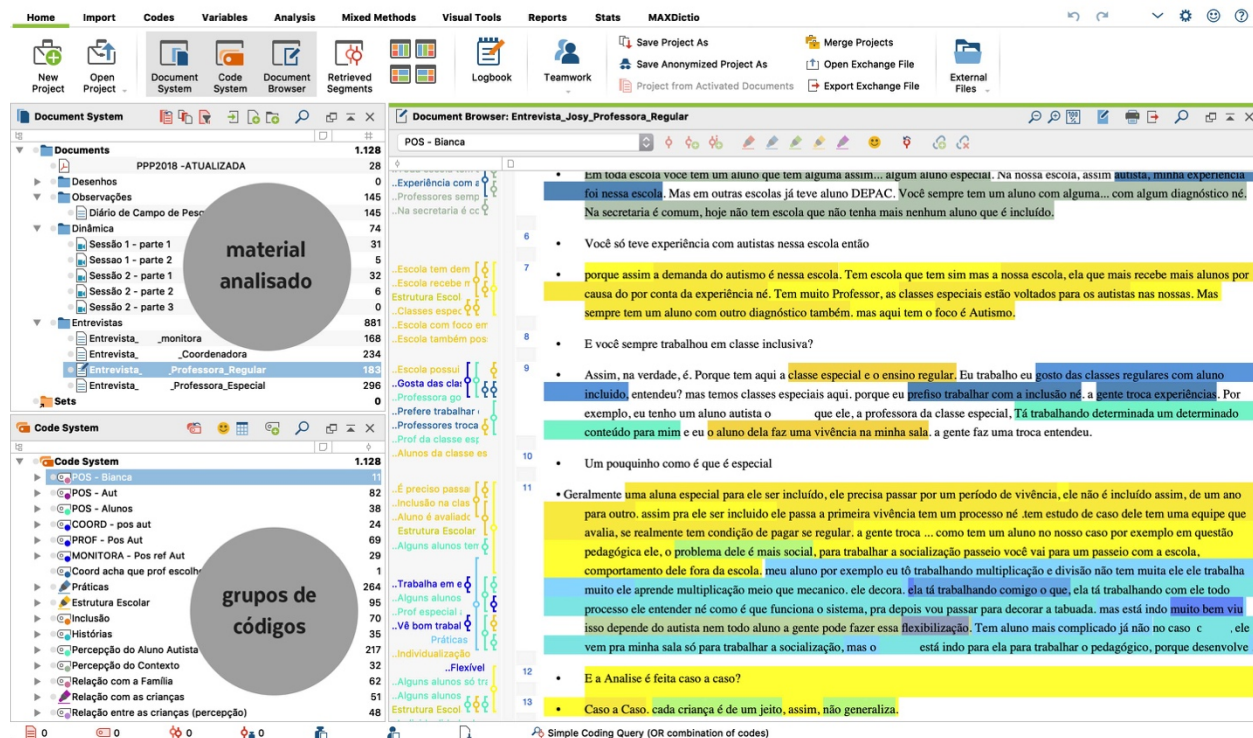 Home Import Codes Variables Analysis Mixed Methods Visual Tools Reports Stats MAXDictio
New Project
Open Project
Document System
Code System
Document Browser
Retrieved Segments
Logbook
Teamwork
Save Project As
Save Anonymized Project As
Project from Activated Documents
Merge Projects
Open Exchange File
Export Exchange File
External Files
Document System
Documents 1.128
PPP2018 -ATUALIZADA 28
Desenhos 0
Observações 145
Diário de Campo de Pesq 145
Dinâmica 74
Sessão 1 - parte 1 31
Sessao 1 - parte 2 5
Sessão 2 - parte 1 32
Sessão 2 - parte 2 6
Sessão 2 - parte 3 0
Entrevistas 881
Entrevista_ _monitora 168
Entrevista_ _Coordenadora 234
Entrevista_ _Professora_Regular 183
Entrevista_ _Professora_Especial 296
Sets 0
material analisado
Code System
Code System 1.128
POS - Bianca 11
POS - Aut 82
POS - Alunos 38
COORD - pos aut 24
PROF - Pos Aut 69
MONITORA - Pos ref Aut 29
Coord acha que prof escolhe 1
Práticas 264
Estrutura Escolar 95
Inclusão 70
Histórias 35
Percepção do Aluno Autista 217
Percepção do Contexto 32
Relação com a Família 62
Relação com as crianças 51
Relação entre as crianças (percepção) 48
grupos de códigos
Document Browser: Entrevista_Josy_Professora_Regular
POS - Bianca
..Experiência com a
..Professores semp
..Na secretaria é cc
..Escola tem dem
..Escola recebe m
Estrutura Escol
..Classes espec
..Escola com foco em
..Escola também pos
..Escola possui
..Gosta das clas
..Professora go
..Prefere trabalhar
..Professores troca
..Prof da classe esp
..Alunos da classe es
..É preciso passa
..Inclusão na clas
..Aluno é avaliado
Estrutura Escolar
..Alguns alunos ten
..Trabalha em e
..Alguns alunos
..Prof especial
..Vê bom trabal
Práticas
..Individualização
..Flexível
..Alguns alunos só tra
..Alguns alunos
Estrutura Escol
Em toda escola você tem um aluno que tem alguma assim... algum aluno especial. Na nossa escola, assim autista, minha experiência
foi nessa escola. Mas em outras escolas já teve aluno DEPAC. Você sempre tem um aluno com alguma... com algum diagnóstico né.
Na secretaria é comum, hoje não tem escola que não tenha mais nenhum aluno que é incluído.
6 • Você só teve experiência com autistas nessa escola então
7 • porque assim a demanda do autismo é nessa escola. Tem escola que tem sim mas a nossa escola, ela que mais recebe mais alunos por
causa do por conta da experiência né. Tem muito Professor, as classes especiais estão voltados para os autistas nas nossas. Mas
sempre tem um aluno com outro diagnóstico também. mas aqui tem o foco é Autismo.
8 • E você sempre trabalhou em classe inclusiva?
9 • Assim, na verdade, é. Porque tem aqui a classe especial e o ensino regular. Eu trabalho eu gosto das classes regulares com aluno
incluido, entendeu? mas temos classes especiais aqui. porque eu prefiso trabalhar com a inclusão né. a gente troca experiências. Por
exemplo, eu tenho um aluno autista o que ele, a professora da classe especial, Tá trabalhando determinada um determinado
conteúdo para mim e eu o aluno dela faz uma vivência na minha sala. a gente faz uma troca entendeu.
10 • Um pouquinho como é que é especial
11 • Geralmente uma aluna especial para ele ser incluído, ele precisa passar por um período de vivência, ele não é incluído assim, de um ano
para outro. assim pra ele ser incluido ele passa a primeira vivência tem um processo né .tem estudo de caso dele tem uma equipe que
avalia, se realmente tem condição de pagar se regular. a gente troca ... como tem um aluno no nosso caso por exemplo em questão
pedagógica ele, o problema dele é mais social, para trabalhar a socialização passeio você vai para um passeio com a escola,
comportamento dele fora da escola. meu aluno por exemplo eu tô trabalhando multiplicação e divisão não tem muita ele ele trabalha
muito ele aprende multiplicação meio que mecanico. ele decora. ela tá trabalhando comigo o que, ela tá trabalhando com ele todo
processo ele entender né como é que funciona o sistema, pra depois vou passar para decorar a tabuada. mas está indo muito bem viu
isso depende do autista nem todo aluno a gente pode fazer essa flexibilização. Tem aluno mais complicado já não no caso c , ele
vem pra minha sala só para trabalhar a socialização, mas o está indo para ela para trabalhar o pedagógico, porque desenvolve
12 • E a Analise é feita caso a caso?
13 • Caso a Caso. cada criança é de um jeito, assim, não generaliza.
0 0 0 0 Simple Coding Query (OR combination of codes)